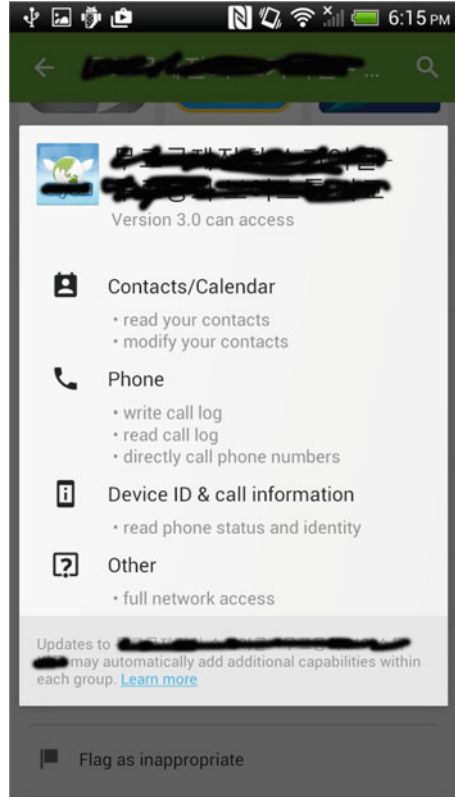 6:15 PM
...
Version 3.0 can access
Contacts/Calendar
• read your contacts
• modify your contacts
Phone
• write call log
• read call log
• directly call phone numbers
Device ID & call information
• read phone status and identity
Other
• full network access
Updates to
may automatically add additional capabilities within
each group. Learn more
Flag as inappropriate